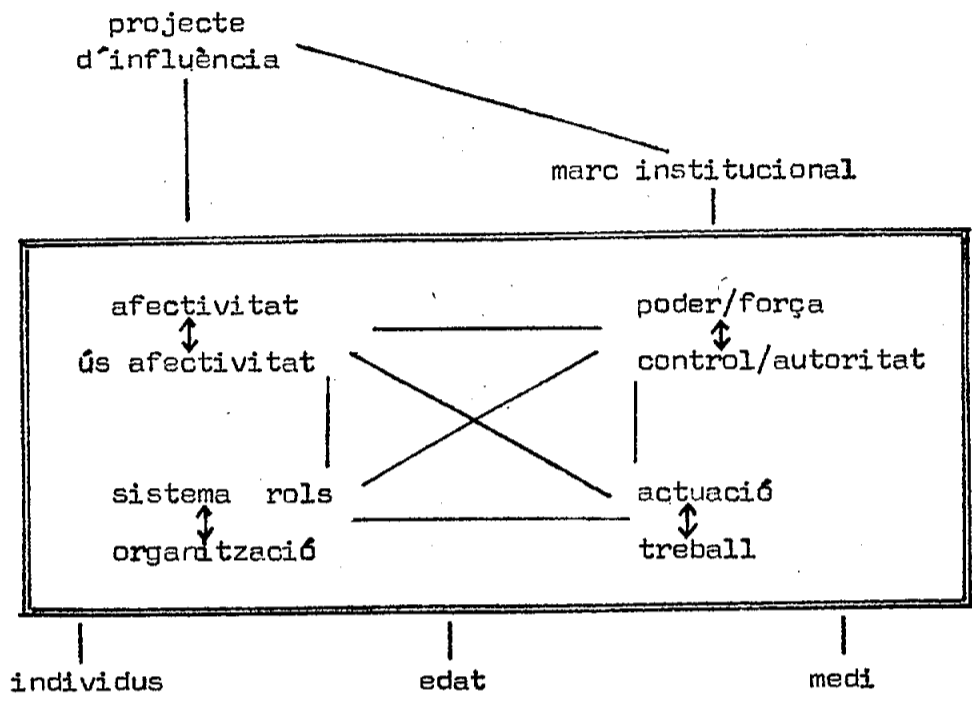 projecte
d´influència
marc institucional
afectivitat
ús afectivitat
poder/força
control/autoritat
sistema rols
organització
actuació
treball
individus
edat
medi